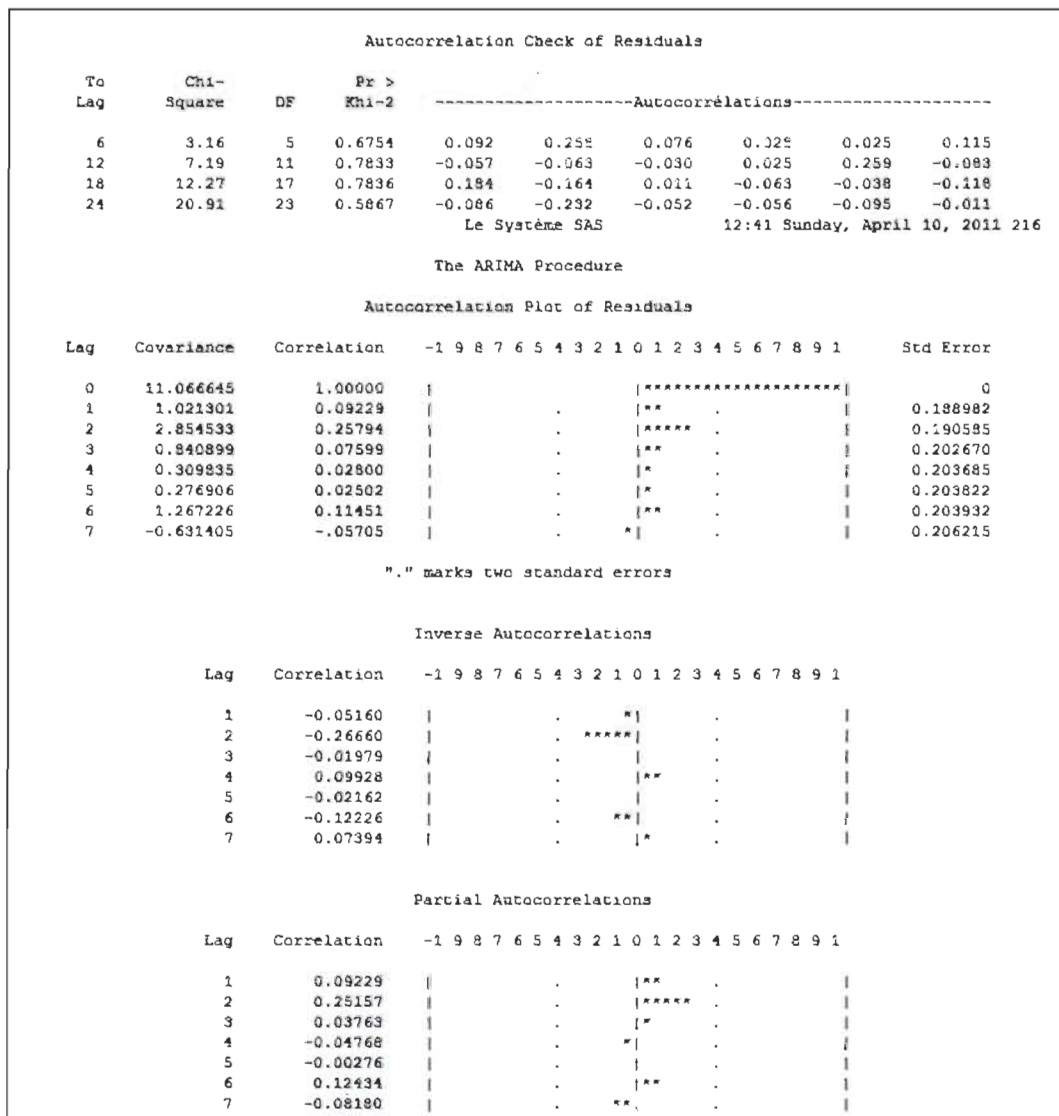 Autocorrelation Check of Residuals
To Chi- Pr >
Lag Square DF Khi-2 --------------------Autocorrélations--------------------
6 3.16 5 0.6754 0.092 0.258 0.076 0.028 0.025 0.115
12 7.19 11 0.7833 -0.057 -0.063 -0.030 0.025 0.259 -0.083
18 12.27 17 0.7836 0.184 -0.164 0.011 -0.063 -0.038 -0.118
24 20.91 23 0.5867 -0.086 -0.232 -0.052 -0.056 -0.095 -0.011
Le Système SAS 12:41 Sunday, April 10, 2011 216
The ARIMA Procedure
Autocorrelation Plot of Residuals
Lag Covariance Correlation -1 9 8 7 6 5 4 3 2 1 0 1 2 3 4 5 6 7 8 9 1 Std Error
0 11.066645 1.00000 | |********************| 0
1 1.021301 0.09229 | . |** . | 0.188982
2 2.854533 0.25794 | . |***** . | 0.190585
3 0.840899 0.07599 | . |** . | 0.202670
4 0.309835 0.02800 | . |* . | 0.203685
5 0.276906 0.02502 | . |* . | 0.203822
6 1.267226 0.11451 | . |** . | 0.203932
7 -0.631405 -.05705 | . *| . | 0.206215
"." marks two standard errors
Inverse Autocorrelations
Lag Correlation -1 9 8 7 6 5 4 3 2 1 0 1 2 3 4 5 6 7 8 9 1
1 -0.05160 | . *| . |
2 -0.26660 | . *****| . |
3 -0.01979 | . | . |
4 0.09928 | . |** . |
5 -0.02162 | . | . |
6 -0.12226 | . **| . |
7 0.07394 | . |* . |
Partial Autocorrelations
Lag Correlation -1 9 8 7 6 5 4 3 2 1 0 1 2 3 4 5 6 7 8 9 1
1 0.09229 | . |** . |
2 0.25157 | . |***** . |
3 0.03763 | . |* . |
4 -0.04768 | . *| . |
5 -0.00276 | . | . |
6 0.12434 | . |** . |
7 -0.08180 | . **| . |